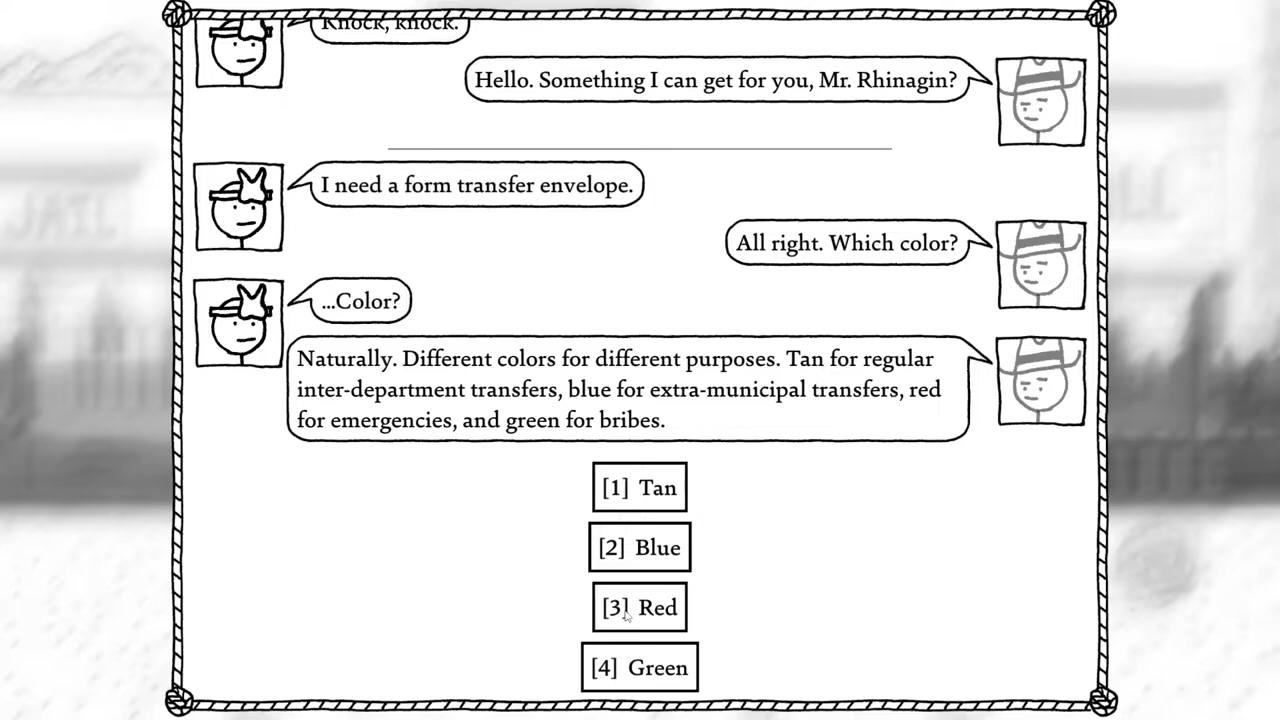 Knock, knock.
Hello. Something I can get for you, Mr. Rhinagin?
I need a form transfer envelope.
All right. Which color?
...Color?
Naturally. Different colors for different purposes. Tan for regular
inter-department transfers, blue for extra-municipal transfers, red
for emergencies, and green for bribes.
[1] Tan
[2] Blue
[3] Red
[4] Green
JAIL